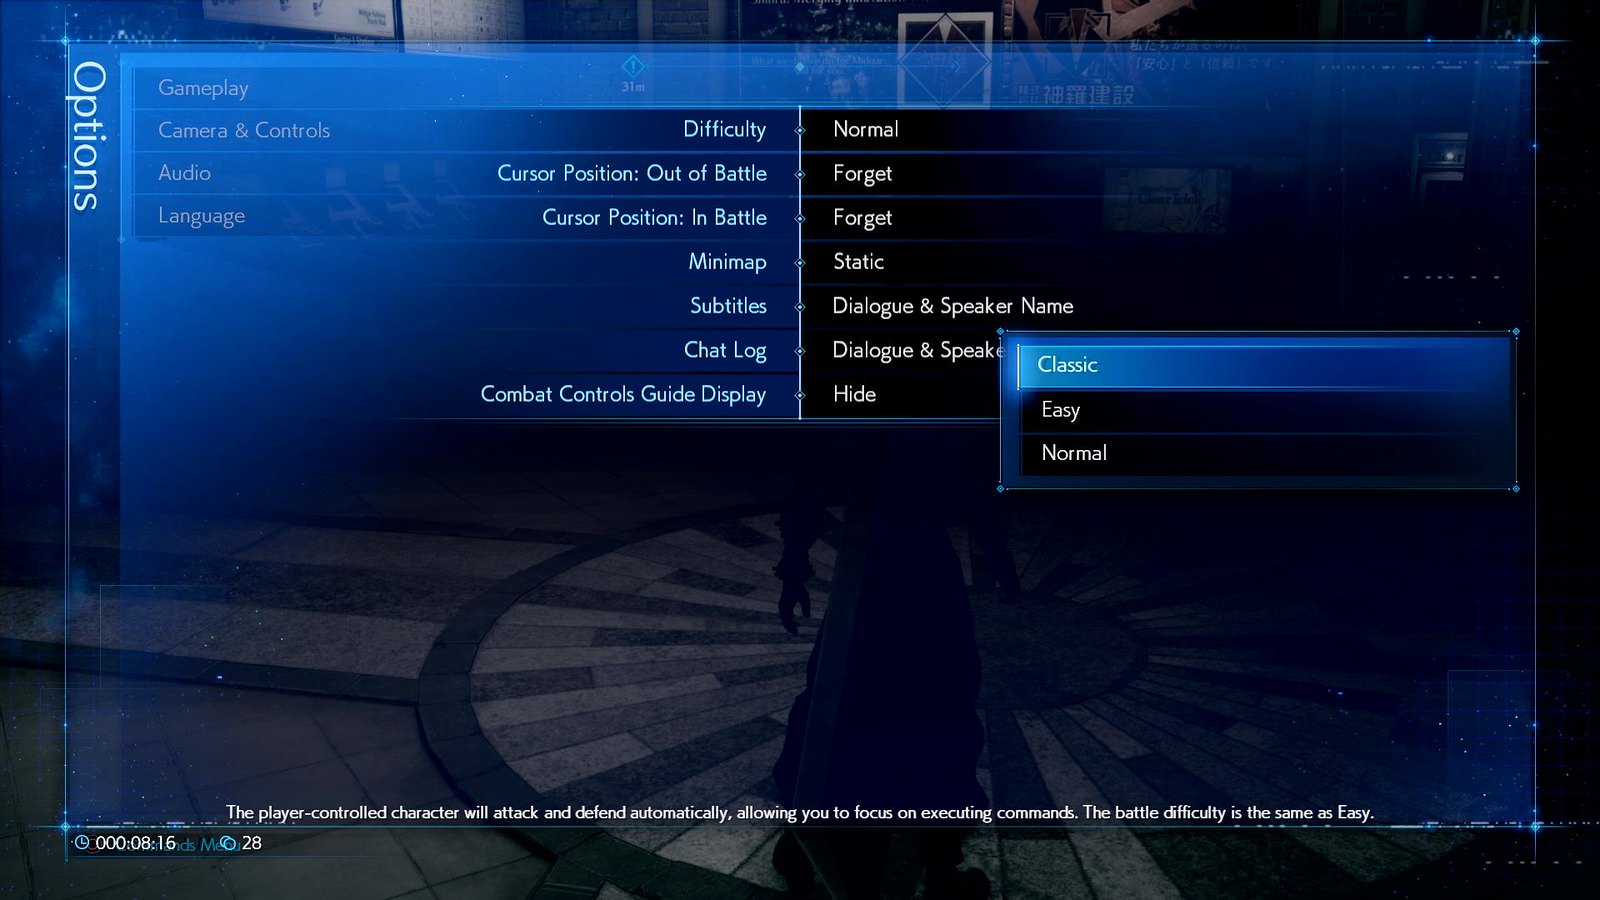 Options
Gameplay
Camera & Controls
Audio
Language
31m
Difficulty
Normal
Cursor Position: Out of Battle
Forget
Cursor Position: In Battle
Forget
Minimap
Static
Subtitles
Dialogue & Speaker Name
Chat Log
Dialogue & Speake
Combat Controls Guide Display
Hide
Classic
Easy
Normal
神羅建設
The player-controlled character will attack and defend automatically, allowing you to focus on executing commands. The battle difficulty is the same as Easy.
000:08:16
28